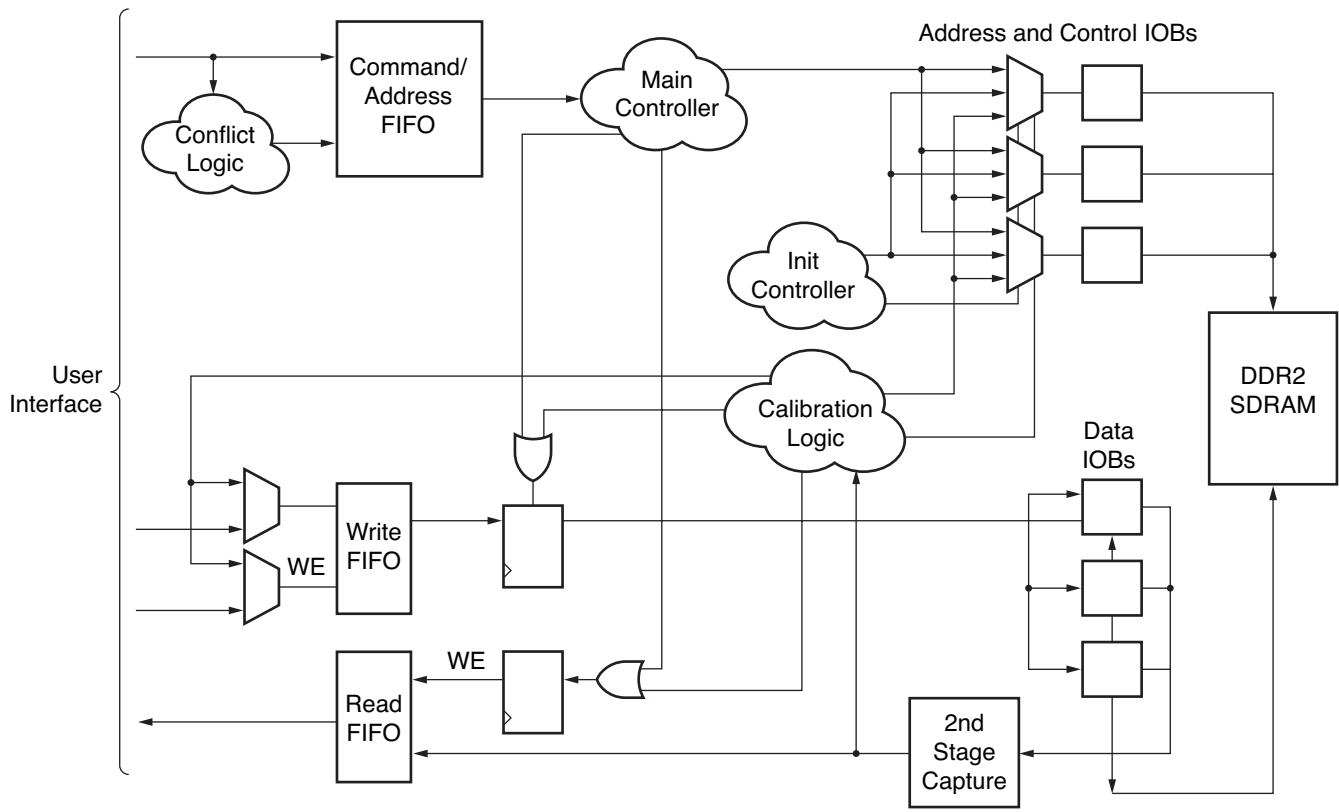 Address and Control IOBs
Command/
Address
FIFO
Main
Controller
Conflict
Logic
Init
Controller
User
Interface
Calibration
Logic
DDR2
SDRAM
Data
IOBs
Write
FIFO
WE
WE
Read
FIFO
2nd
Stage
Capture